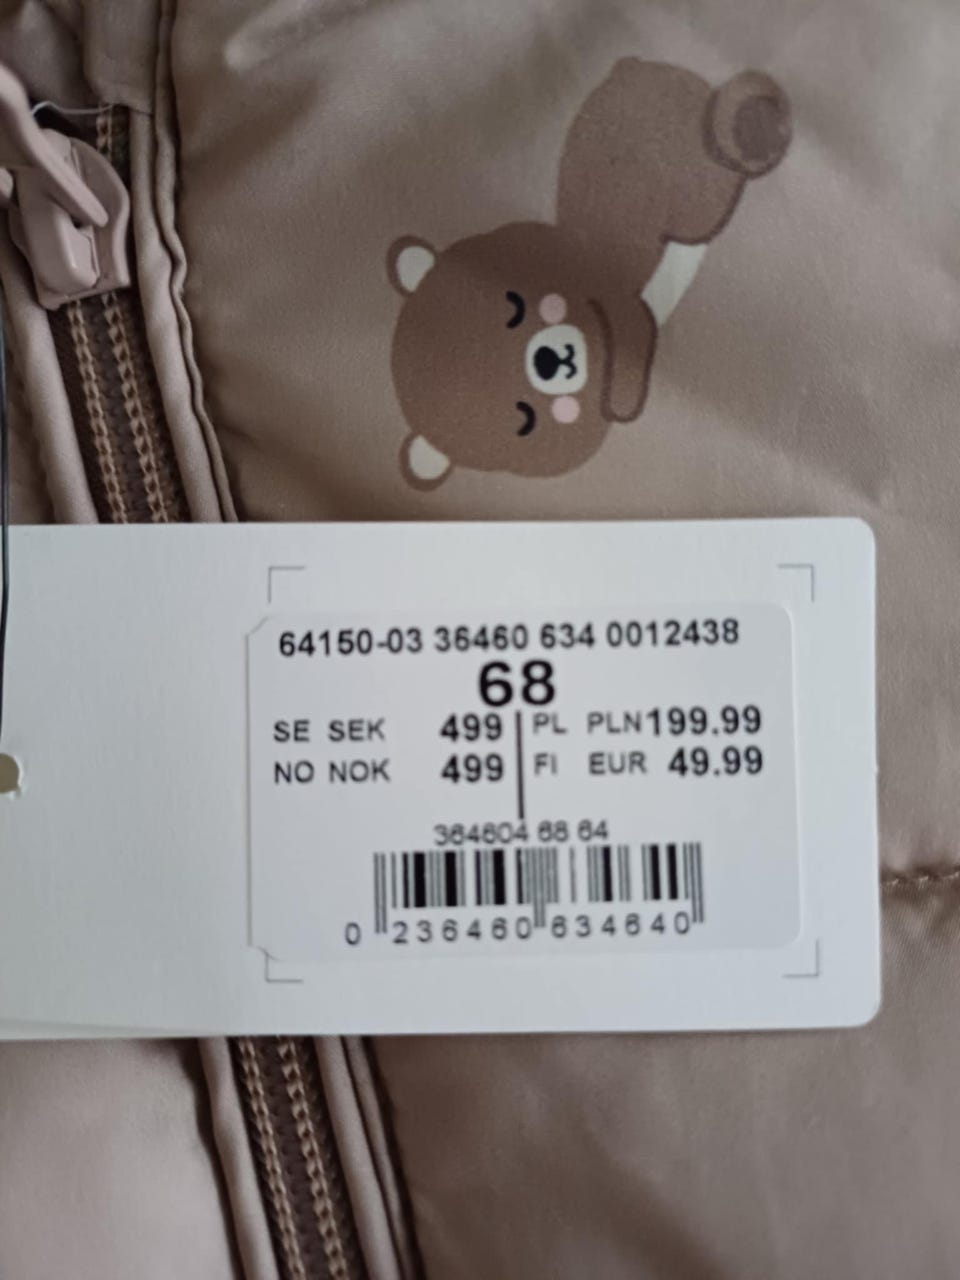 64150-03 36460 634 0012438
68
SE SEK 499 PL PLN199.99
NO NOK 499 FI EUR 49.99
364604 68 64
0 236460 634640